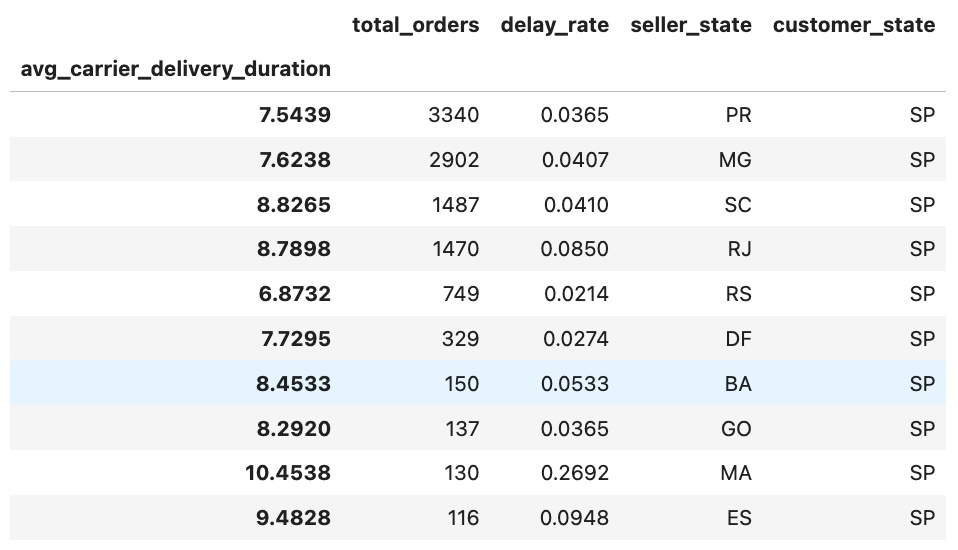 total_orders delay_rate seller_state customer_state
avg_carrier_delivery_duration
7.5439 3340 0.0365 PR SP
7.6238 2902 0.0407 MG SP
8.8265 1487 0.0410 SC SP
8.7898 1470 0.0850 RJ SP
6.8732 749 0.0214 RS SP
7.7295 329 0.0274 DF SP
8.4533 150 0.0533 BA SP
8.2920 137 0.0365 GO SP
10.4538 130 0.2692 MA SP
9.4828 116 0.0948 ES SP